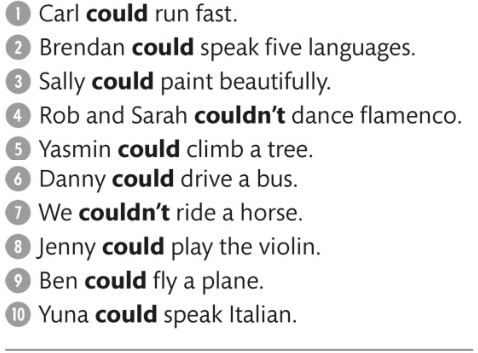 1 Carl could run fast.
2 Brendan could speak five languages.
3 Sally could paint beautifully.
4 Rob and Sarah couldn't dance flamenco.
5 Yasmin could climb a tree.
6 Danny could drive a bus.
7 We couldn't ride a horse.
8 Jenny could play the violin.
9 Ben could fly a plane.
10 Yuna could speak Italian.